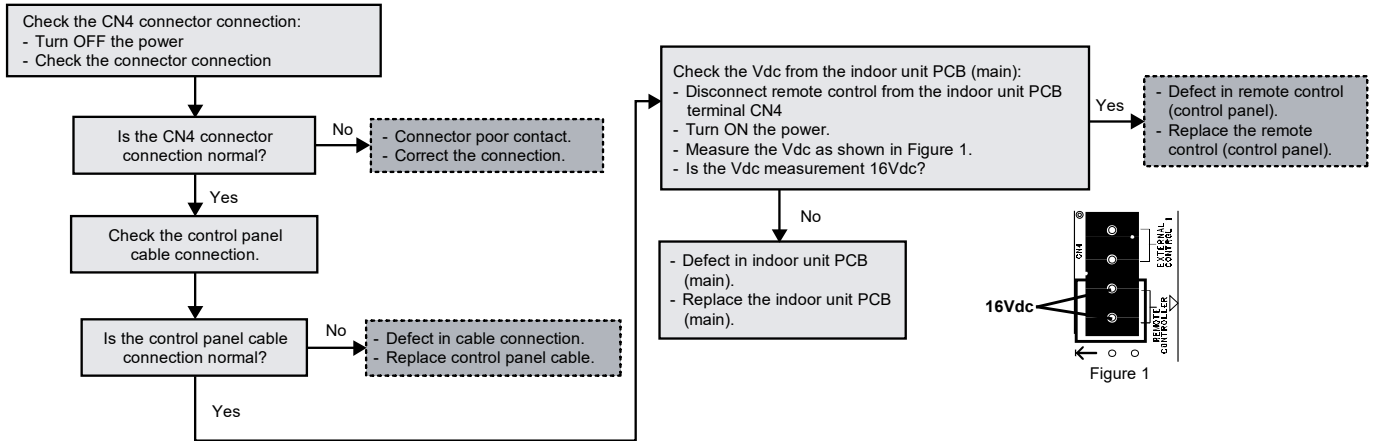 Check the CN4 connector connection:
- Turn OFF the power
- Check the connector connection
Is the CN4 connector
connection normal?
No
- Connector poor contact.
- Correct the connection.
Yes
Check the control panel
cable connection.
Is the control panel cable
connection normal?
No
- Defect in cable connection.
- Replace control panel cable.
Yes
Check the Vdc from the indoor unit PCB (main):
- Disconnect remote control from the indoor unit PCB
terminal CN4
- Turn ON the power.
- Measure the Vdc as shown in Figure 1.
- Is the Vdc measurement 16Vdc?
Yes
- Defect in remote control
(control panel).
- Replace the remote
control (control panel).
No
- Defect in indoor unit PCB
(main).
- Replace the indoor unit PCB
(main).
CN4
EXTERNAL
CONTROL
16Vdc
REMOTE
CONTROLLER
Figure 1